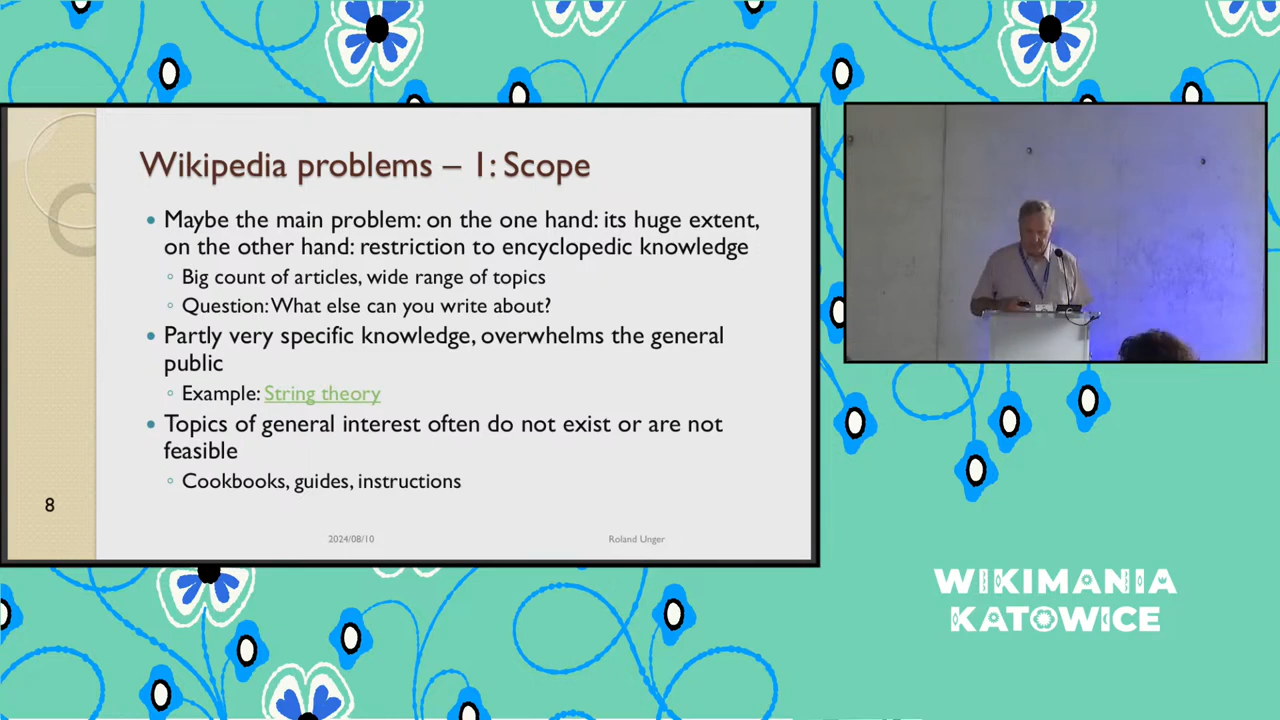 Wikipedia problems – 1: Scope
• Maybe the main problem: on the one hand: its huge extent,
on the other hand: restriction to encyclopedic knowledge
◦ Big count of articles, wide range of topics
◦ Question: What else can you write about?
• Partly very specific knowledge, overwhelms the general
public
◦ Example: String theory
• Topics of general interest often do not exist or are not
feasible
◦ Cookbooks, guides, instructions
8
2024/08/10
Roland Unger
WIKIMANIA
KATOWICE